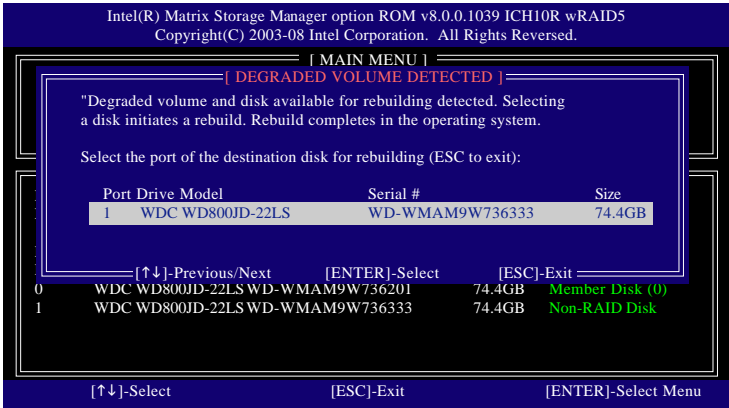 Intel(R) Matrix Storage Manager option ROM v8.0.0.1039 ICH10R wRAID5
Copyright(C) 2003-08 Intel Corporation. All Rights Reversed.
[ MAIN MENU ]
[ DEGRADED VOLUME DETECTED ]
"Degraded volume and disk available for rebuilding detected. Selecting
a disk initiates a rebuild. Rebuild completes in the operating system.
Select the port of the destination disk for rebuilding (ESC to exit):
Port Drive Model Serial # Size
1 WDC WD800JD-22LS WD-WMAM9W736333 74.4GB
[↑↓]-Previous/Next [ENTER]-Select [ESC]-Exit
0 WDC WD800JD-22LS WD-WMAM9W736201 74.4GB Member Disk (0)
1 WDC WD800JD-22LS WD-WMAM9W736333 74.4GB Non-RAID Disk
[↑↓]-Select [ESC]-Exit [ENTER]-Select Menu